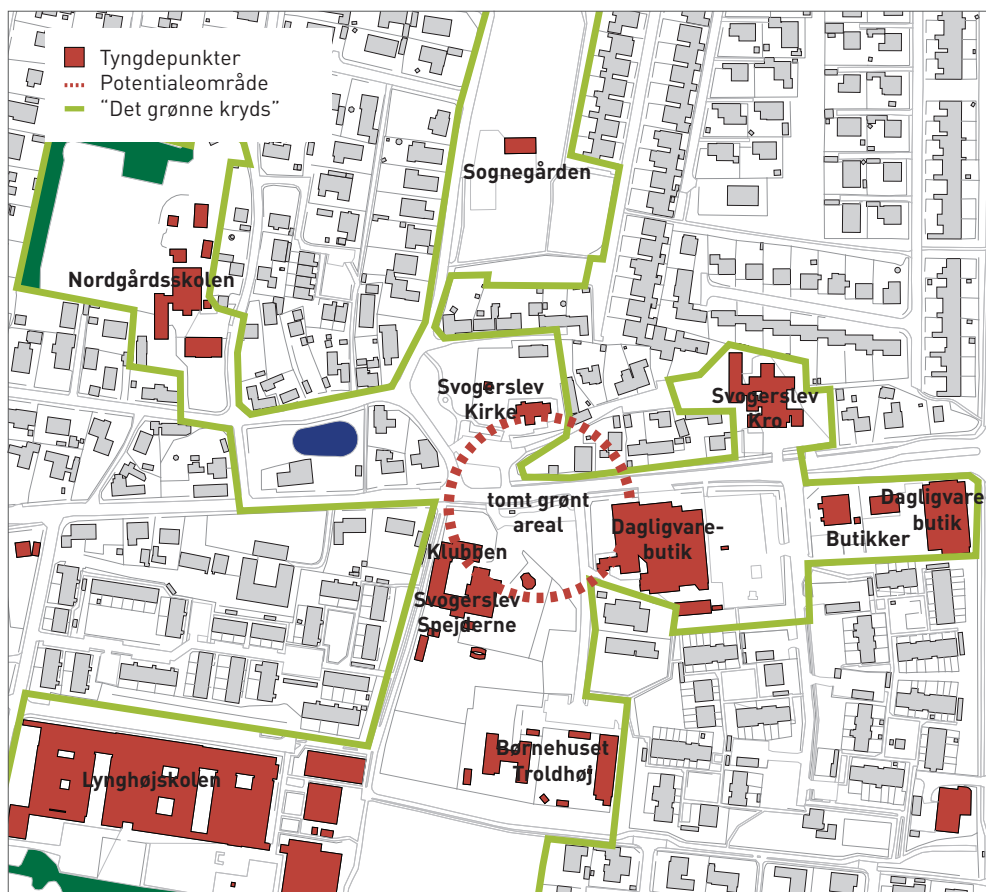 Tyngdepunkter
Potentialeområde
"Det grønne kryds"
Sognegården
Nordgårdsskolen
Svogerslev
Kirke
Svogerslev
Kro
tomt grønt
areal
Dagligvare-
butik
Butikker
Dagligvare
butik
Klubben
Svogerslev
Spejderne
Børnehuset
Troldhøj
Lynghøjskolen